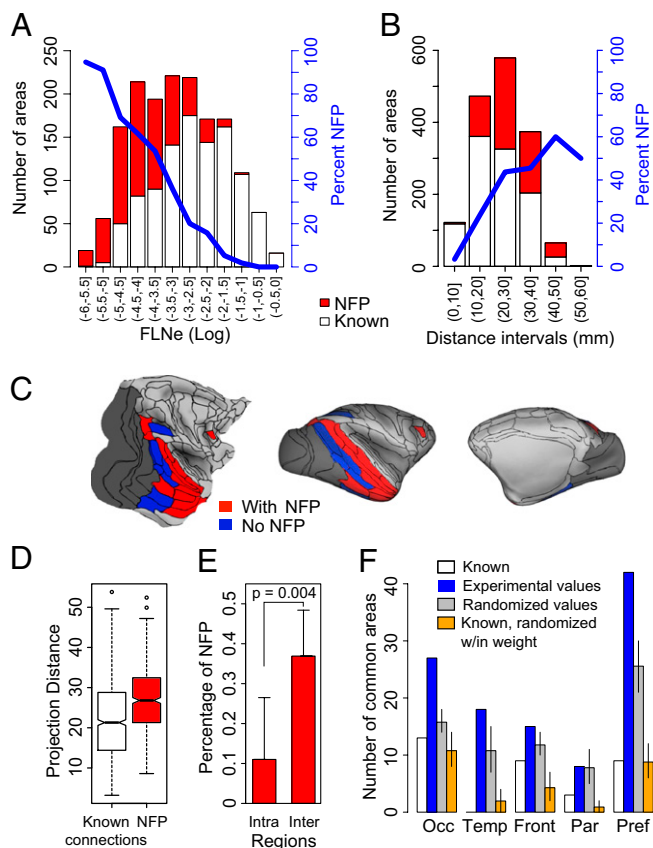 A
Number of areas
250
200
150
100
50
0
100
80
60
40
20
0
Percent NFP
(-6,-5.5]
(-5.5,-5]
(-5,-4.5]
(-4.5,-4]
(-4,-3.5]
(-3.5,-3]
(-3,-2.5]
(-2.5,-2]
(-2,-1.5]
(-1.5,-1]
(-1,-0.5]
(-0.5,0]
FLNe (Log)
NFP
Known
B
Number of areas
600
400
200
0
100
80
60
40
20
0
Percent NFP
(0,10]
(10,20]
(20,30]
(30,40]
(40,50]
(50,60]
Distance intervals (mm)
C
With NFP
No NFP
D
Projection Distance
50
40
30
20
10
Known NFP
connections
E
Percentage of NFP
0.5
0.4
0.3
0.2
0.1
0
p = 0.004
Intra Inter
Regions
F
Number of common areas
40
30
20
10
0
Known
Experimental values
Randomized values
Known, randomized
w/in weight
Occ Temp Front Par Pref